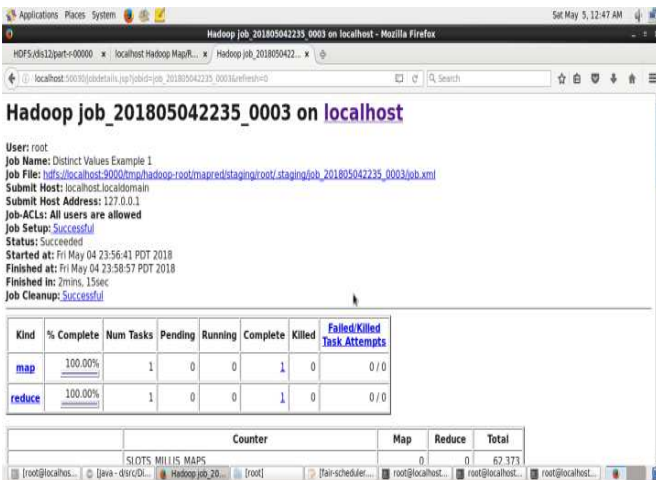 Applications Places System Sat May 5, 12:47 AM
Hadoop job_201805042235_0003 on localhost - Mozilla Firefox
HDFS:/dis12/part-r-00000 localhost Hadoop Map/R... Hadoop job_2018050422...
localhost:50030/jobdetails.jsp?jobid=job_201805042235_0003&refresh=0 Search
Hadoop job_201805042235_0003 on localhost
User: root
Job Name: Distinct Values Example 1
Job File: hdfs://localhost:9000/tmp/hadoop-root/mapred/staging/root/.staging/job_201805042235_0003/job.xml
Submit Host: localhost.localdomain
Submit Host Address: 127.0.0.1
Job-ACLs: All users are allowed
Job Setup: Successful
Status: Succeeded
Started at: Fri May 04 23:56:41 PDT 2018
Finished at: Fri May 04 23:58:57 PDT 2018
Finished in: 2mins, 15sec
Job Cleanup: Successful
Kind % Complete Num Tasks Pending Running Complete Killed Failed/Killed Task Attempts
map 100.00% 1 0 0 1 0 0 / 0
reduce 100.00% 1 0 0 1 0 0 / 0
Counter Map Reduce Total
SLOTS_MILLIS_MAPS 0 0 62,373
[root@localhos... [Java - d/src/Di... Hadoop job_20... [root] [fair-scheduler.... root@localhost... root@localhost... root@localhost...